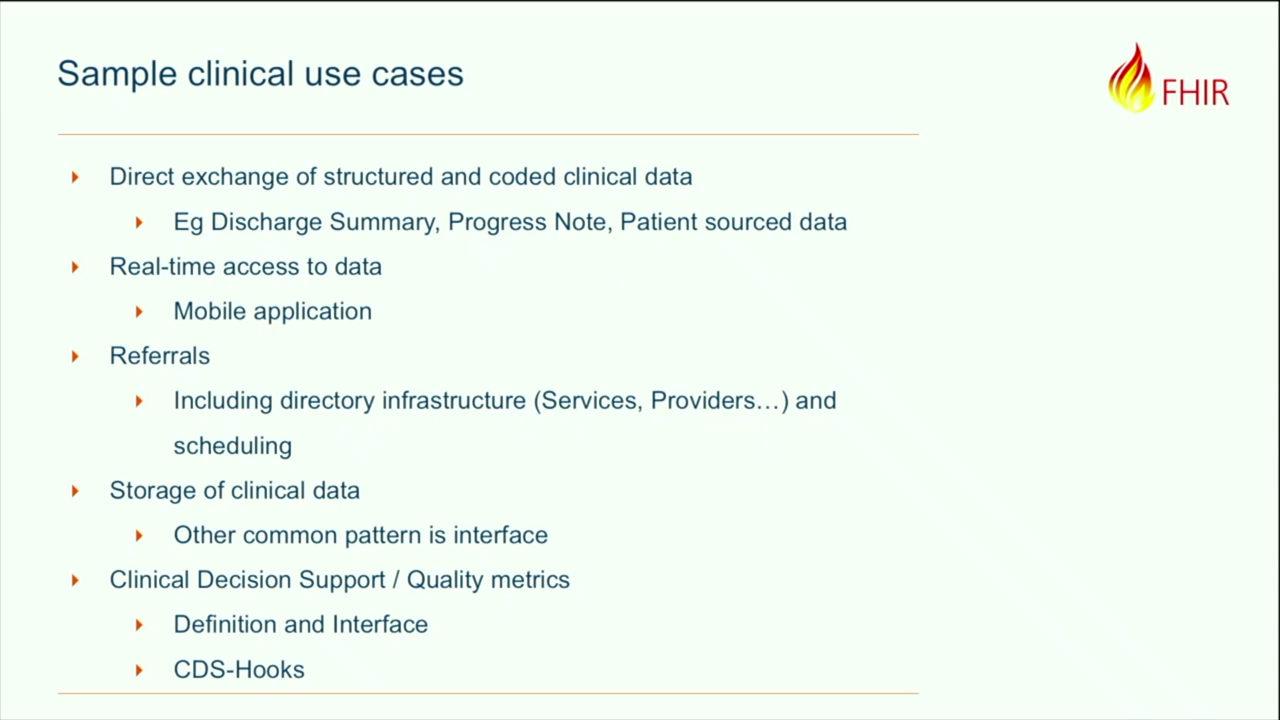 Sample clinical use cases
FHIR
Direct exchange of structured and coded clinical data
Eg Discharge Summary, Progress Note, Patient sourced data
Real-time access to data
Mobile application
Referrals
Including directory infrastructure (Services, Providers…) and
scheduling
Storage of clinical data
Other common pattern is interface
Clinical Decision Support / Quality metrics
Definition and Interface
CDS-Hooks